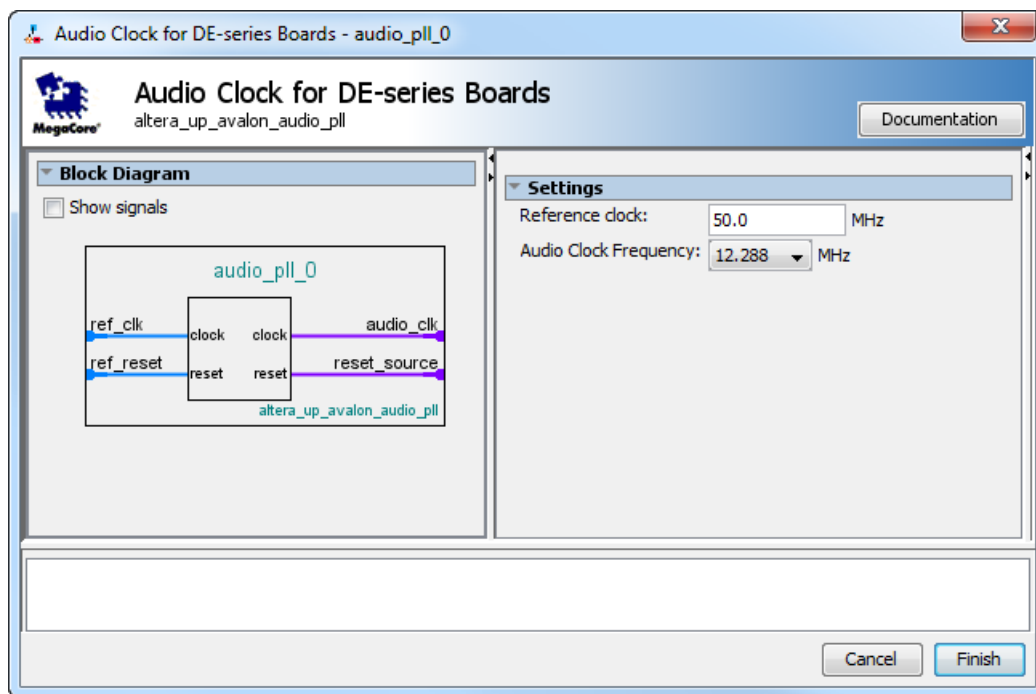 Audio Clock for DE-series Boards - audio_pll_0
MegaCore®
Audio Clock for DE-series Boards
altera_up_avalon_audio_pll
Documentation
Block Diagram
Show signals
audio_pll_0
ref_clk
clock
clock
audio_clk
ref_reset
reset
reset
reset_source
altera_up_avalon_audio_pll
Settings
Reference clock: 50.0 MHz
Audio Clock Frequency: 12.288 MHz
Cancel
Finish